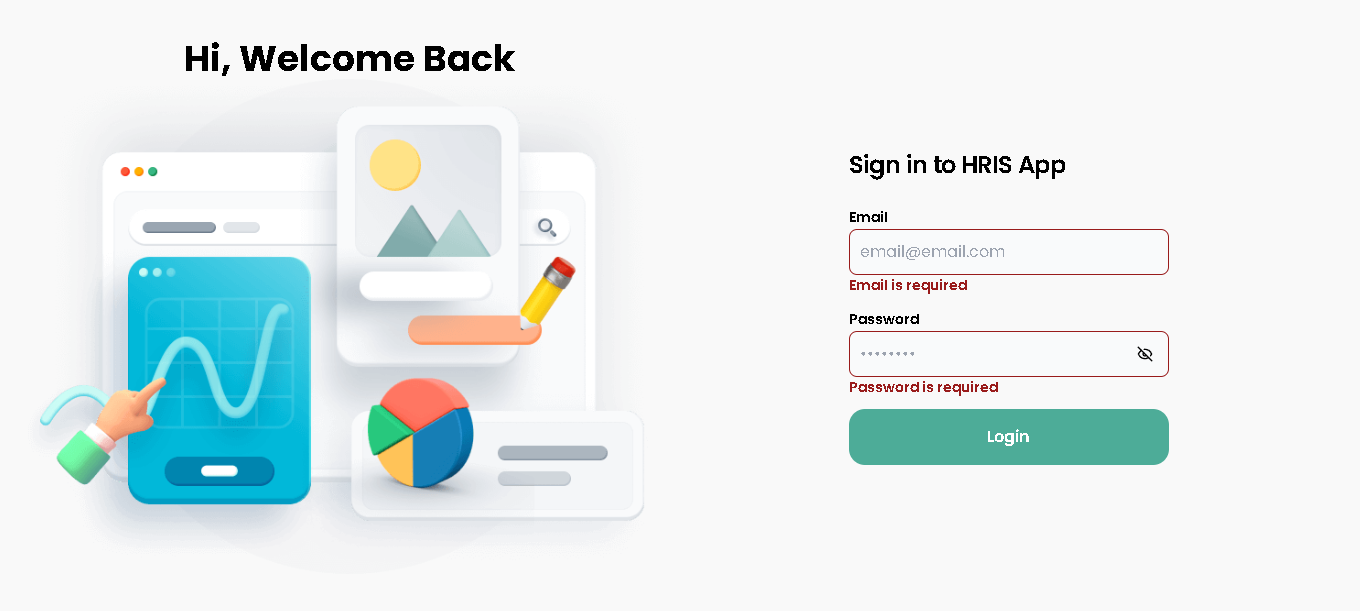 Hi, Welcome Back
Sign in to HRIS App
Email
email@email.com
Email is required
Password
••••••••
Password is required
Login